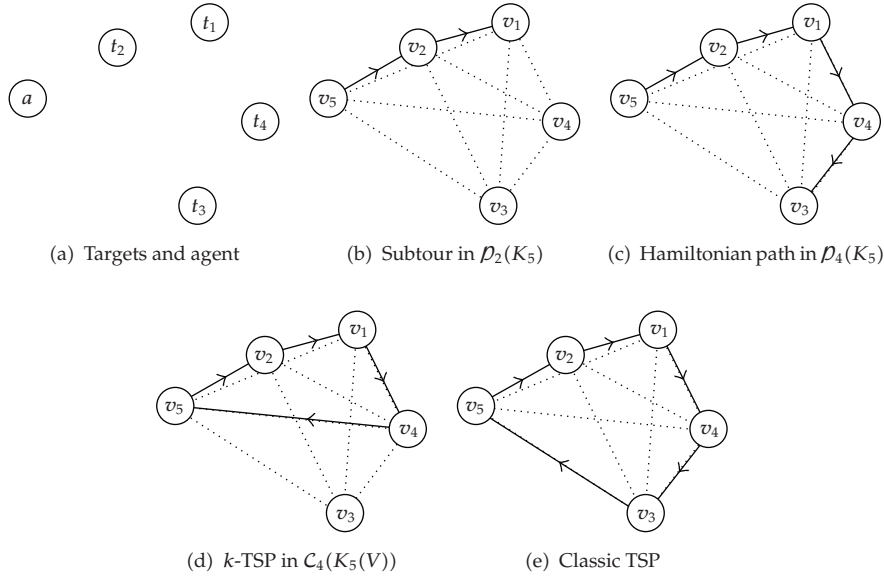 t₁
t₂
a
t₄
t₃
(a) Targets and agent
v₁
v₂
v₅
v₄
v₃
(b) Subtour in 𝒫₂(K₅)
v₁
v₂
v₅
v₄
v₃
(c) Hamiltonian path in 𝒫₄(K₅)
v₁
v₂
v₅
v₄
v₃
(d) k-TSP in 𝒞₄(K₅(V))
v₁
v₂
v₅
v₄
v₃
(e) Classic TSP